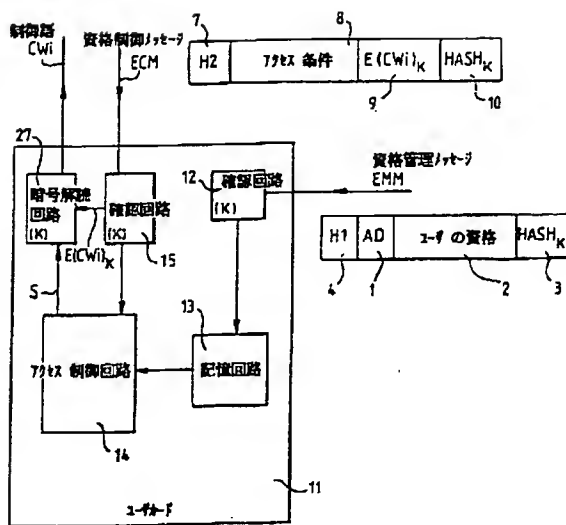 制御語
CWi
資格制御メッセージ
ECM
7
8
H2
アクセス 条件
E(CWi)K
HASHK
9
10
27
暗号解読
回路
(K)
E(CWi)K
確認回路
(K)
15
12
確認回路
(K)
資格管理メッセージ
EMM
H1
AD
ユーザ の資格
HASHK
4
1
2
3
S
13
記憶回路
アクセス 制御回路
14
11
ユーザカード